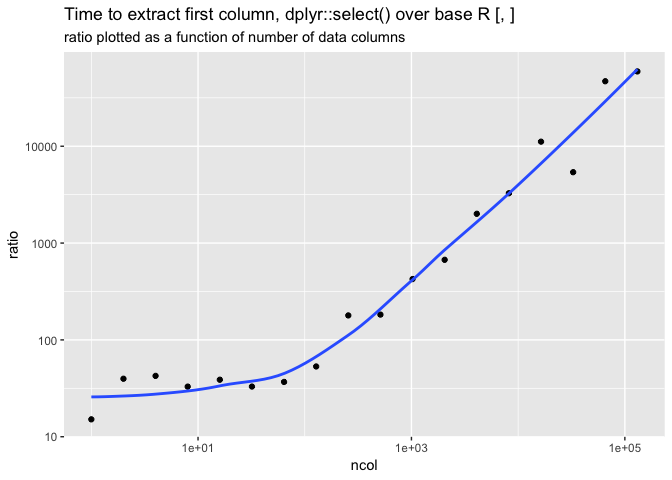 Time to extract first column, dplyr::select() over base R [, ]
ratio plotted as a function of number of data columns
10000
1000
100
10
ratio
1e+01
1e+03
1e+05
ncol